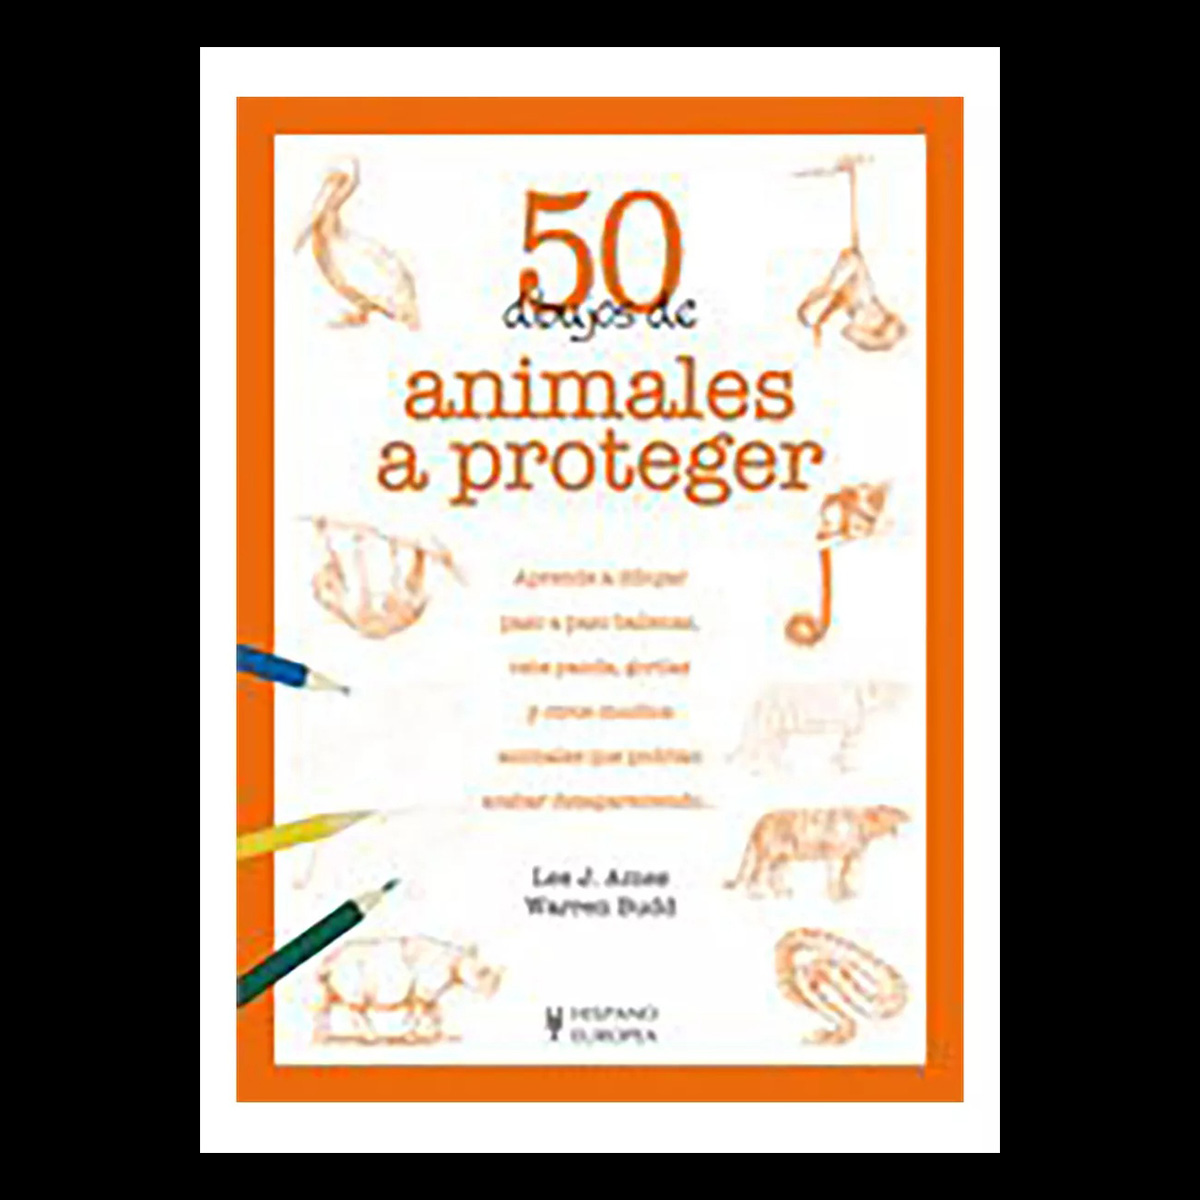 50
dibujos de
animales
a proteger
Aprende a dibujar
paso a paso ballenas,
osos panda, gorilas
y otros muchos
animales que podrían
acabar desapareciendo...
Lee J. Ames
Warren Budd
HISPANO
EUROPEA